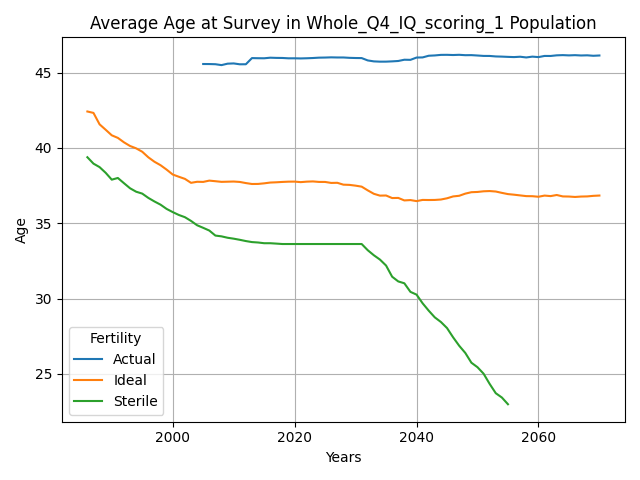 Average Age at Survey in Whole_Q4_IQ_scoring_1 Population
45
40
35
30
25
Age
Fertility
Actual
Ideal
Sterile
2000
2020
2040
2060
Years